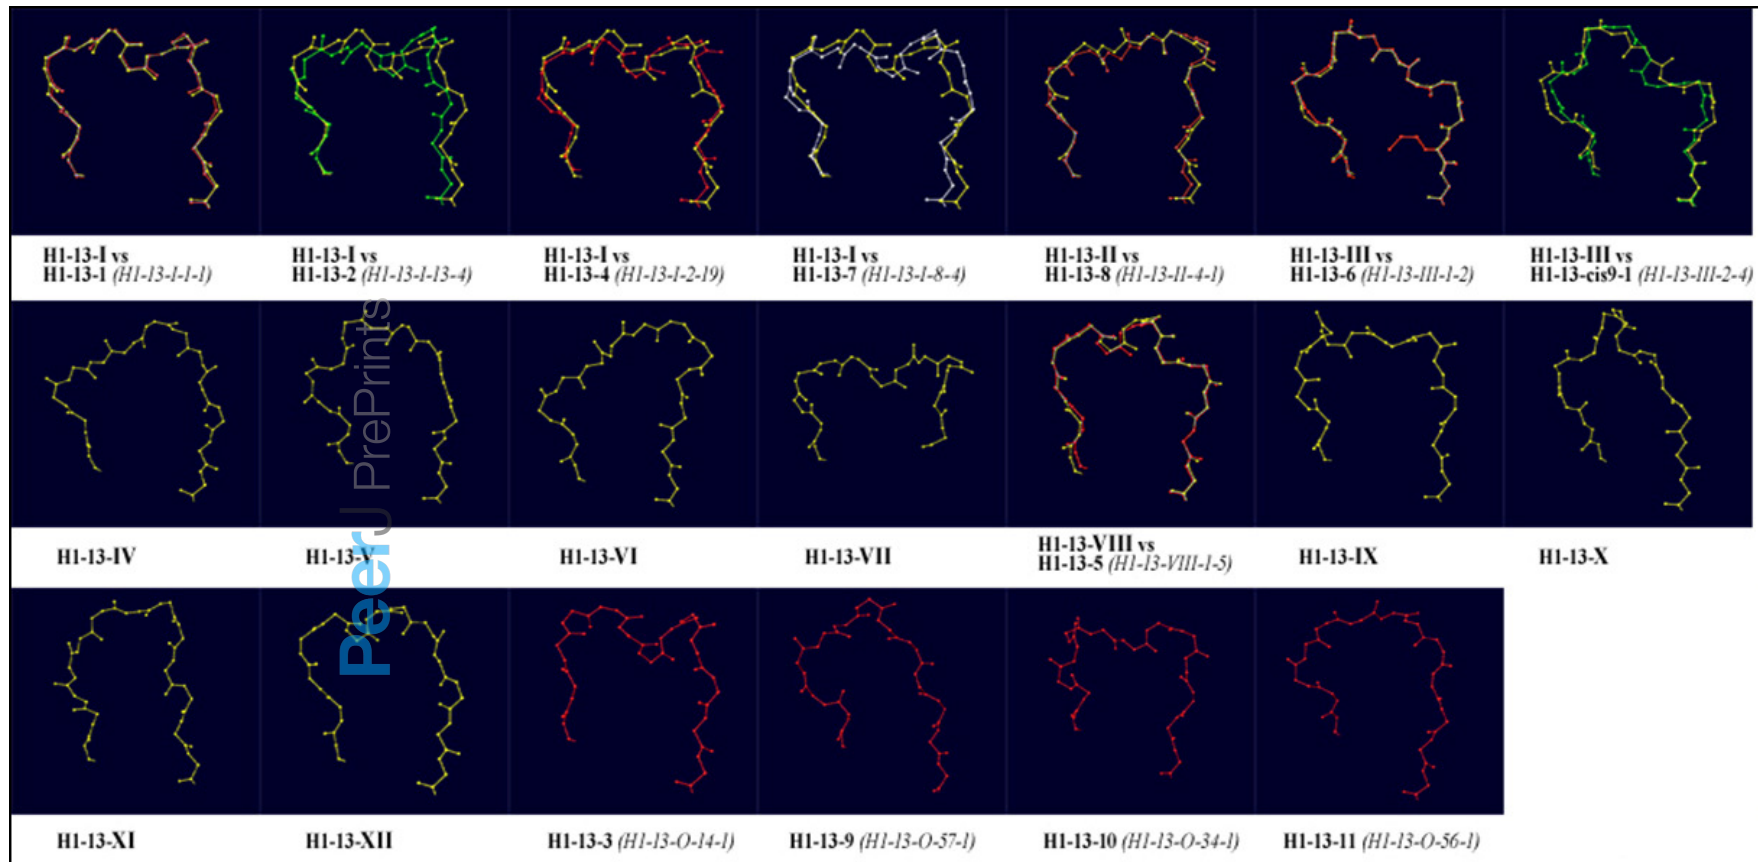 H1-13-I vs
H1-13-1 (H1-13-I-1-1)
H1-13-I vs
H1-13-2 (H1-13-I-13-4)
H1-13-I vs
H1-13-4 (H1-13-I-2-19)
H1-13-I vs
H1-13-7 (H1-13-I-8-4)
H1-13-II vs
H1-13-8 (H1-13-II-4-1)
H1-13-III vs
H1-13-6 (H1-13-III-1-2)
H1-13-III vs
H1-13-cis9-1 (H1-13-III-2-4)
H1-13-IV
H1-13-V
H1-13-VI
H1-13-VII
H1-13-VIII vs
H1-13-5 (H1-13-VIII-1-5)
H1-13-IX
H1-13-X
H1-13-XI
H1-13-XII
H1-13-3 (H1-13-O-14-1)
H1-13-9 (H1-13-O-57-1)
H1-13-10 (H1-13-O-34-1)
H1-13-11 (H1-13-O-56-1)
PeerJ PrePrints